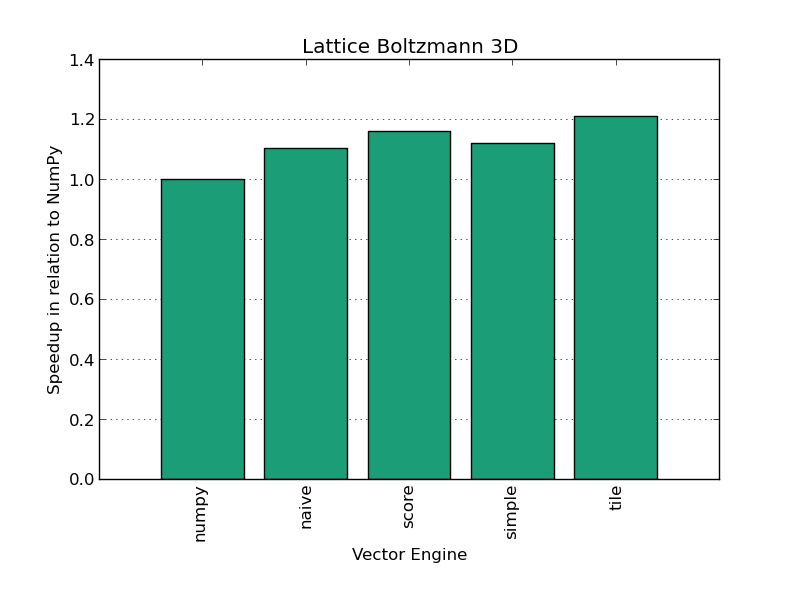 Lattice Boltzmann 3D
1.4
1.2
1.0
0.8
0.6
0.4
0.2
0.0
Speedup in relation to NumPy
numpy
naive
score
simple
tile
Vector Engine